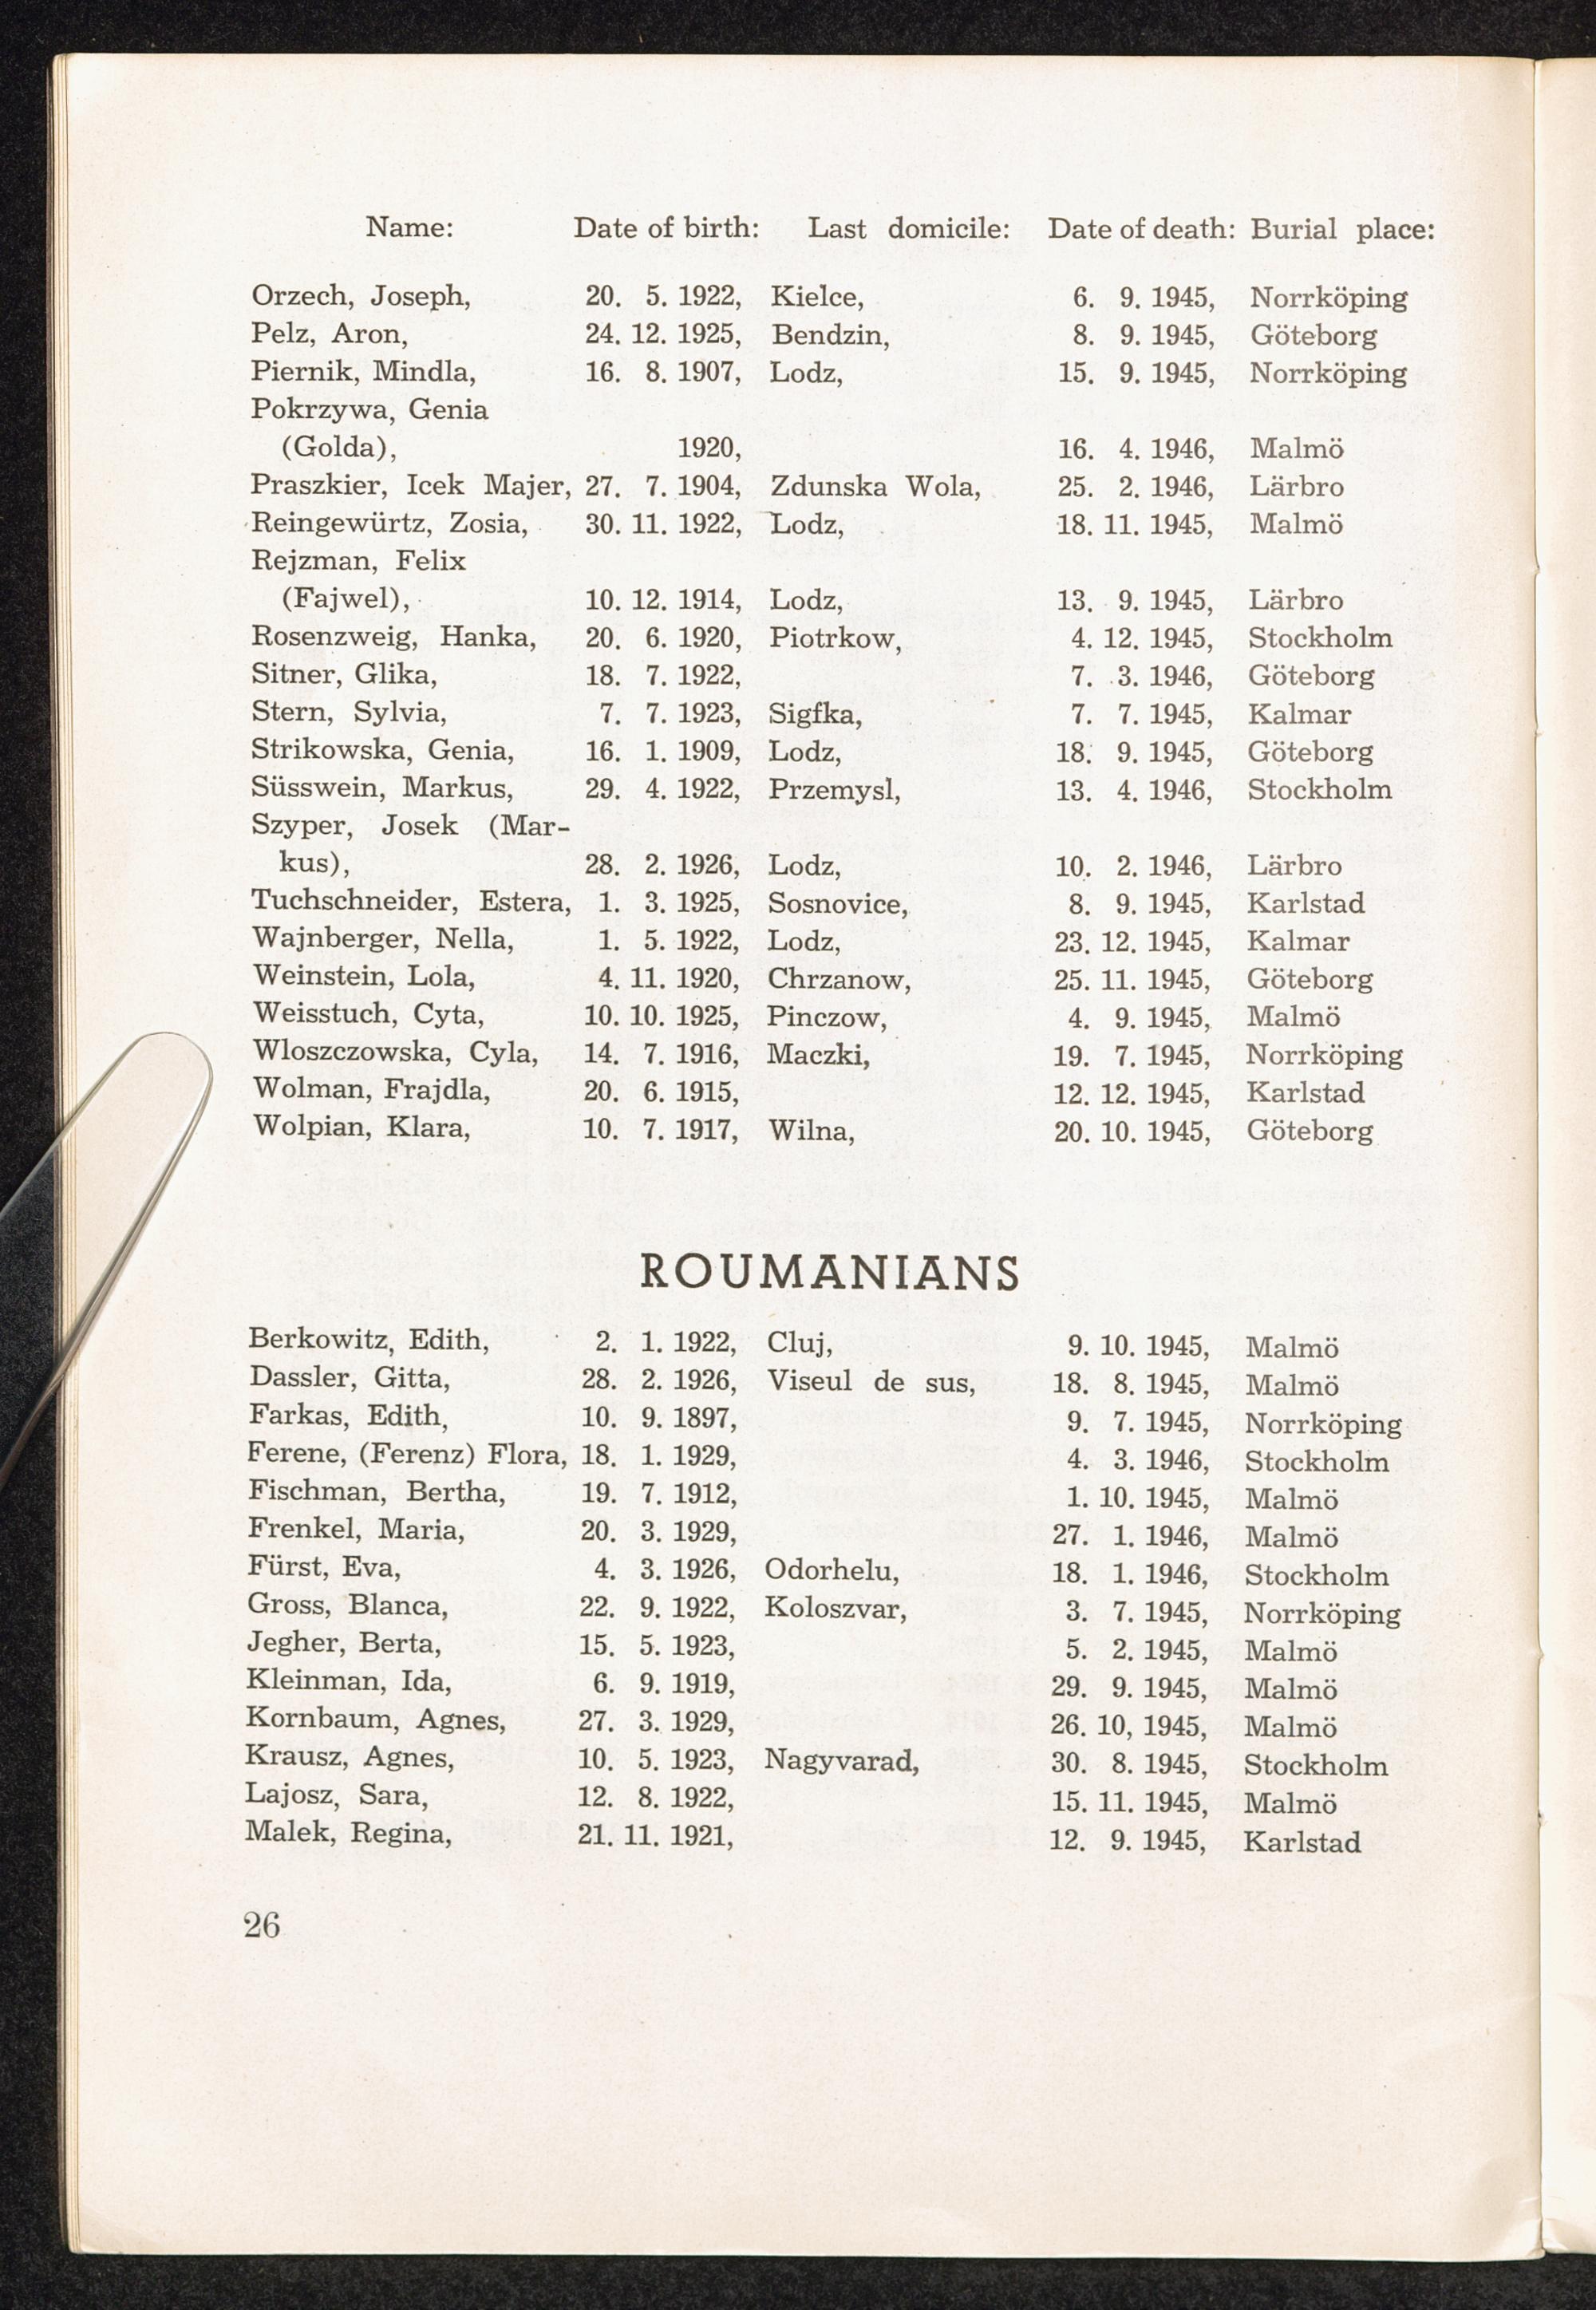 Name: Date of birth: Last domicile: Date of death: Burial place:
Orzech, Joseph, 20. 5. 1922, Kielce, 6. 9. 1945, Norrköping
Pelz, Aron, 24. 12. 1925, Bendzin, 8. 9. 1945, Göteborg
Piernik, Mindla, 16. 8. 1907, Lodz, 15. 9. 1945, Norrköping
Pokrzywa, Genia
(Golda), 1920, 16. 4. 1946, Malmö
Praszkier, Icek Majer, 27. 7. 1904, Zdunska Wola, 25. 2. 1946, Lärbro
Reingewürtz, Zosia, 30. 11. 1922, Lodz, 18. 11. 1945, Malmö
Rejzman, Felix
(Fajwel), 10. 12. 1914, Lodz, 13. 9. 1945, Lärbro
Rosenzweig, Hanka, 20. 6. 1920, Piotrkow, 4. 12. 1945, Stockholm
Sitner, Glika, 18. 7. 1922, 7. 3. 1946, Göteborg
Stern, Sylvia, 7. 7. 1923, Sigfka, 7. 7. 1945, Kalmar
Strikowska, Genia, 16. 1. 1909, Lodz, 18. 9. 1945, Göteborg
Süsswein, Markus, 29. 4. 1922, Przemysl, 13. 4. 1946, Stockholm
Szyper, Josek (Mar-
kus), 28. 2. 1926, Lodz, 10. 2. 1946, Lärbro
Tuchschneider, Estera, 1. 3. 1925, Sosnovice, 8. 9. 1945, Karlstad
Wajnberger, Nella, 1. 5. 1922, Lodz, 23. 12. 1945, Kalmar
Weinstein, Lola, 4. 11. 1920, Chrzanow, 25. 11. 1945, Göteborg
Weisstuch, Cyta, 10. 10. 1925, Pinczow, 4. 9. 1945, Malmö
Wloszczowska, Cyla, 14. 7. 1916, Maczki, 19. 7. 1945, Norrköping
Wolman, Frajdla, 20. 6. 1915, 12. 12. 1945, Karlstad
Wolpian, Klara, 10. 7. 1917, Wilna, 20. 10. 1945, Göteborg
ROUMANIANS
Berkowitz, Edith, 2. 1. 1922, Cluj, 9. 10. 1945, Malmö
Dassler, Gitta, 28. 2. 1926, Viseul de sus, 18. 8. 1945, Malmö
Farkas, Edith, 10. 9. 1897, 9. 7. 1945, Norrköping
Ferene, (Ferenz) Flora, 18. 1. 1929, 4. 3. 1946, Stockholm
Fischman, Bertha, 19. 7. 1912, 1. 10. 1945, Malmö
Frenkel, Maria, 20. 3. 1929, 27. 1. 1946, Malmö
Fürst, Eva, 4. 3. 1926, Odorhelu, 18. 1. 1946, Stockholm
Gross, Blanca, 22. 9. 1922, Koloszvar, 3. 7. 1945, Norrköping
Jegher, Berta, 15. 5. 1923, 5. 2. 1945, Malmö
Kleinman, Ida, 6. 9. 1919, 29. 9. 1945, Malmö
Kornbaum, Agnes, 27. 3. 1929, 26. 10, 1945, Malmö
Krausz, Agnes, 10. 5. 1923, Nagyvarad, 30. 8. 1945, Stockholm
Lajosz, Sara, 12. 8. 1922, 15. 11. 1945, Malmö
Malek, Regina, 21. 11. 1921, 12. 9. 1945, Karlstad
26